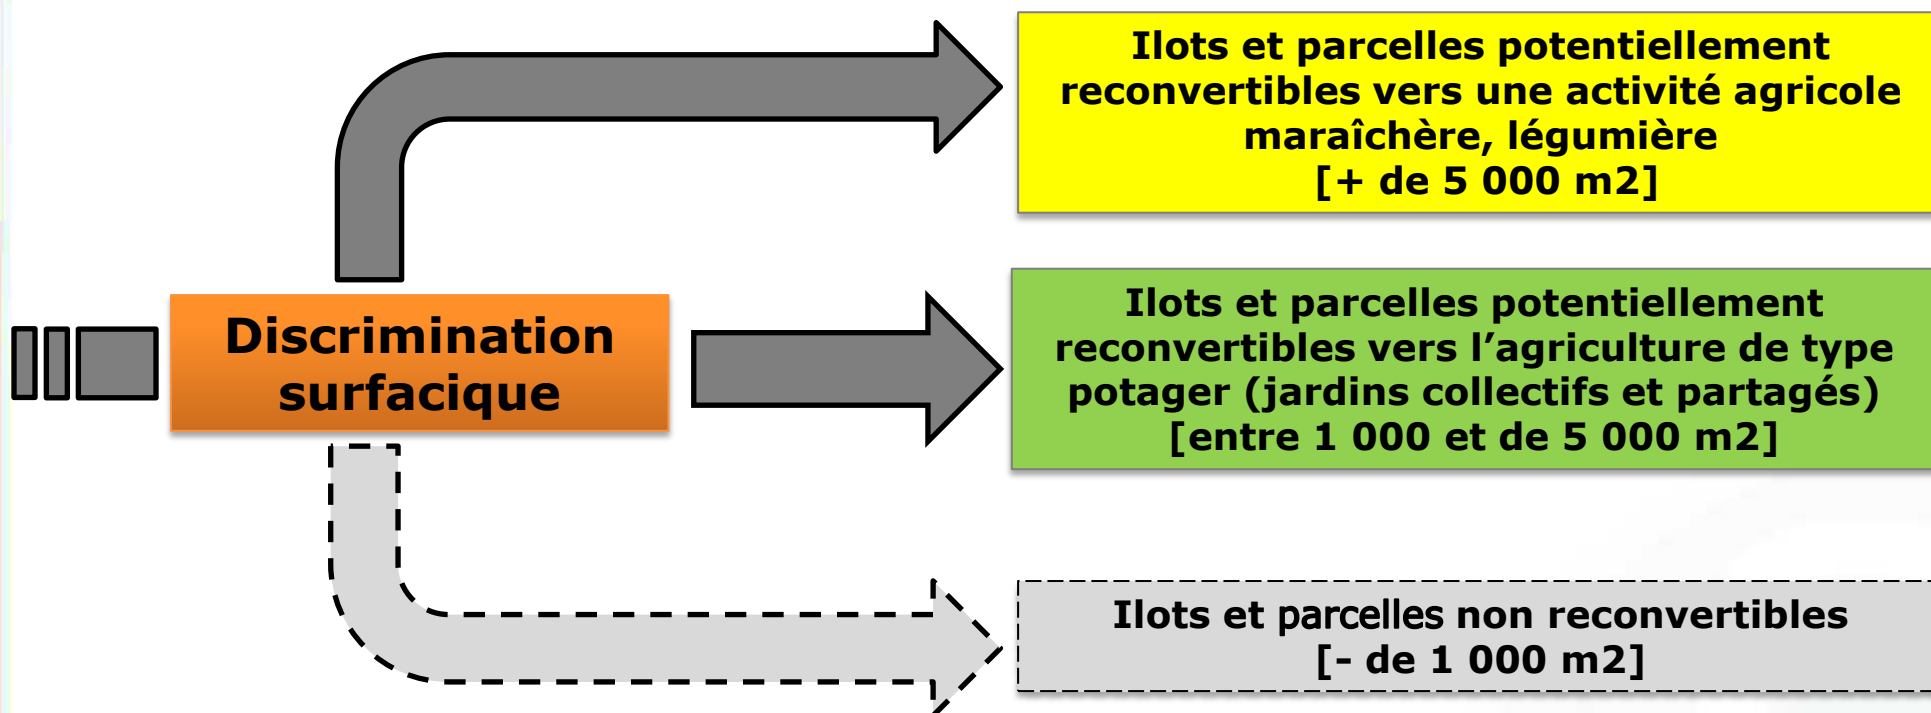 Ilots et parcelles potentiellement
reconvertibles vers une activité agricole
maraîchère, légumière
[+ de 5 000 m2]
Discrimination
surfacique
Ilots et parcelles potentiellement
reconvertibles vers l’agriculture de type
potager (jardins collectifs et partagés)
[entre 1 000 et de 5 000 m2]
Ilots et parcelles non reconvertibles
[- de 1 000 m2]